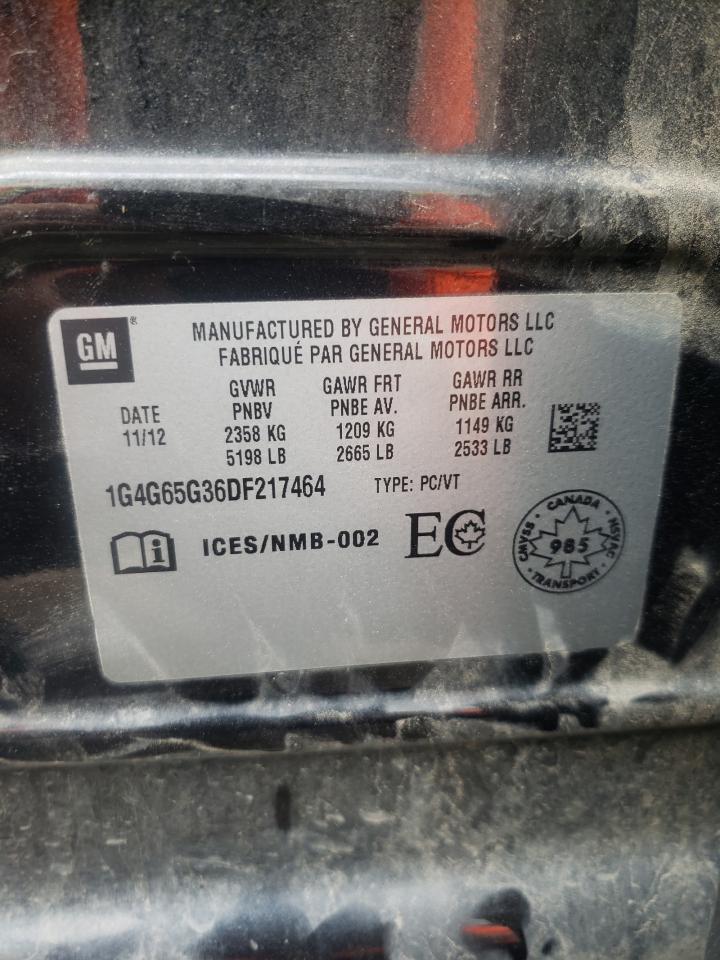 GM ®
MANUFACTURED BY GENERAL MOTORS LLC
FABRIQUÉ PAR GENERAL MOTORS LLC
DATE
11/12
GVWR
PNBV
2358 KG
5198 LB
GAWR FRT
PNBE AV.
1209 KG
2665 LB
GAWR RR
PNBE ARR.
1149 KG
2533 LB
1G4G65G36DF217464 TYPE: PC/VT
i ICES/NMB-002 EC
CANADA
CMVSS 985 NSVAC
TRANSPORT